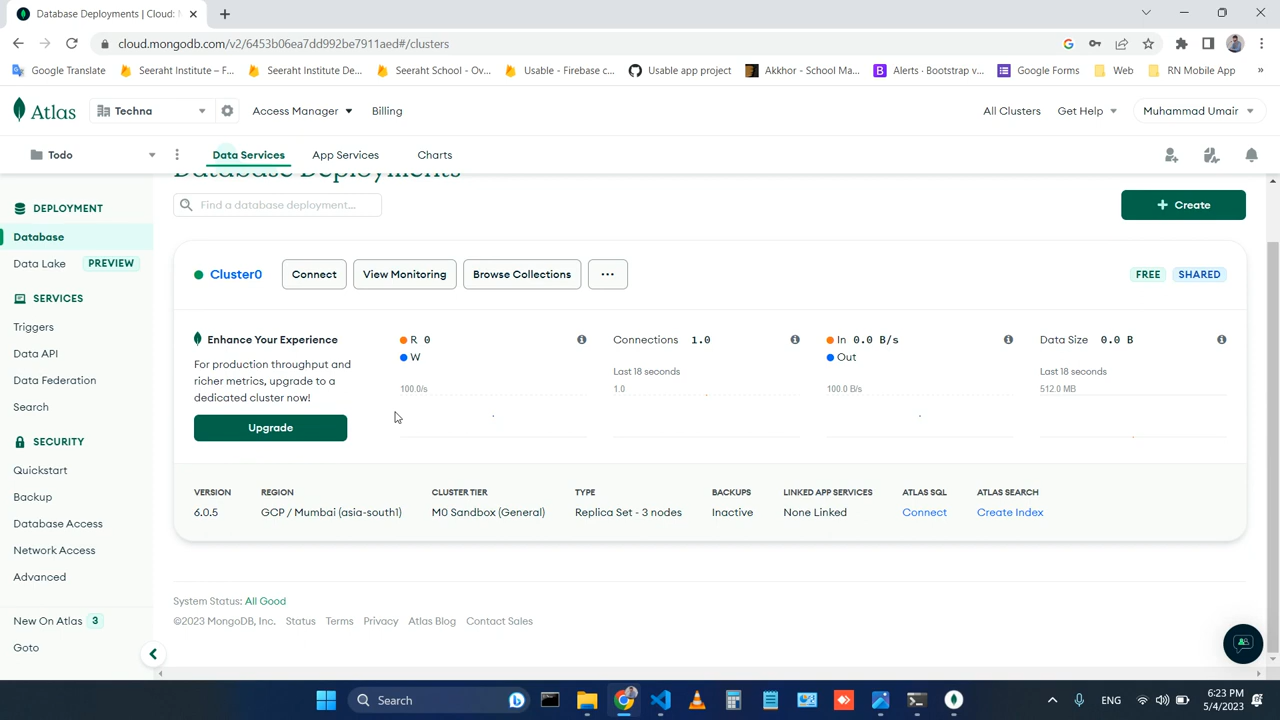 Database Deployments | Cloud: M
cloud.mongodb.com/v2/6453b06ea7dd992be7911aed#/clusters
Google Translate
Seeraht Institute – F...
Seeraht Institute De...
Seeraht School - Ov...
Usable - Firebase c...
Usable app project
Akkhor - School Ma...
Alerts · Bootstrap v...
Google Forms
Web
RN Mobile App
»
Atlas
Techna
Access Manager
Billing
All Clusters
Get Help
Muhammad Umair
Todo
Data Services
App Services
Charts
Database Deployments
Find a database deployment...
+ Create
DEPLOYMENT
Database
Data Lake PREVIEW
SERVICES
Triggers
Data API
Data Federation
Search
SECURITY
Quickstart
Backup
Database Access
Network Access
Advanced
New On Atlas 3
Goto
Cluster0
Connect
View Monitoring
Browse Collections
...
FREE
SHARED
Enhance Your Experience
For production throughput and
richer metrics, upgrade to a
dedicated cluster now!
Upgrade
R 0
W
100.0/s
Connections 1.0
Last 18 seconds
1.0
In 0.0 B/s
Out
100.0 B/s
Data Size 0.0 B
Last 18 seconds
512.0 MB
VERSION
6.0.5
REGION
GCP / Mumbai (asia-south1)
CLUSTER TIER
M0 Sandbox (General)
TYPE
Replica Set - 3 nodes
BACKUPS
Inactive
LINKED APP SERVICES
None Linked
ATLAS SQL
Connect
ATLAS SEARCH
Create Index
System Status: All Good
©2023 MongoDB, Inc. Status Terms Privacy Atlas Blog Contact Sales
Search
ENG
6:23 PM
5/4/2023